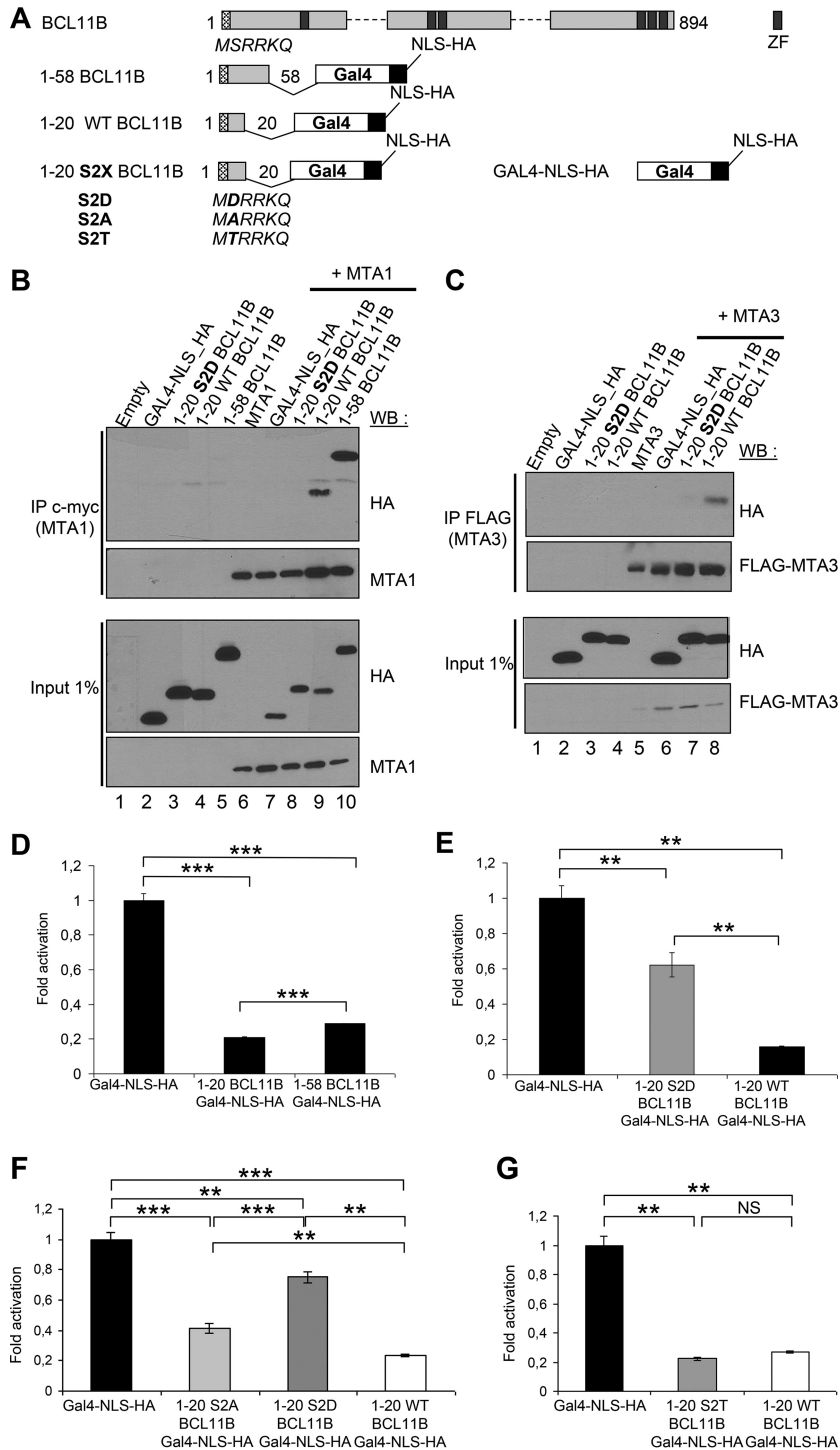 A
BCL11B 1 894
MSRRKQ ZF
NLS-HA
1-58 BCL11B 1 58 Gal4
NLS-HA
1-20 WT BCL11B 1 20 Gal4
NLS-HA NLS-HA
1-20 S2X BCL11B 1 20 Gal4 GAL4-NLS-HA Gal4
S2D MDRRKQ
S2A MARRKQ
S2T MTRRKQ
B
+ MTA1
Empty
GAL4-NLS_HA
1-20 S2D BCL11B
1-20 WT BCL11B
1-58 BCL11B
MTA1
GAL4-NLS_HA
1-20 S2D BCL11B
1-20 WT BCL11B
1-58 BCL11B
WB :
IP c-myc
(MTA1)
HA
MTA1
Input 1%
HA
MTA1
1 2 3 4 5 6 7 8 9 10
C
+ MTA3
Empty
GAL4-NLS_HA
1-20 S2D BCL11B
1-20 WT BCL11B
MTA3
GAL4-NLS_HA
1-20 S2D BCL11B
1-20 WT BCL11B
WB :
IP FLAG
(MTA3)
HA
FLAG-MTA3
Input 1%
HA
FLAG-MTA3
1 2 3 4 5 6 7 8
D
***
***
***
Fold activation
1,2
1
0,8
0,6
0,4
0,2
0
Gal4-NLS-HA
1-20 BCL11B
Gal4-NLS-HA
1-58 BCL11B
Gal4-NLS-HA
E
**
**
**
Fold activation
1,2
1
0,8
0,6
0,4
0,2
0
Gal4-NLS-HA
1-20 S2D
BCL11B
Gal4-NLS-HA
1-20 WT
BCL11B
Gal4-NLS-HA
F
***
**
*** *** **
**
Fold activation
1,2
1
0,8
0,6
0,4
0,2
0
Gal4-NLS-HA
1-20 S2A
BCL11B
Gal4-NLS-HA
1-20 S2D
BCL11B
Gal4-NLS-HA
1-20 WT
BCL11B
Gal4-NLS-HA
G
**
** NS
Fold activation
1,2
1
0,8
0,6
0,4
0,2
0
Gal4-NLS-HA
1-20 S2T
BCL11B
Gal4-NLS-HA
1-20 WT
BCL11B
Gal4-NLS-HA